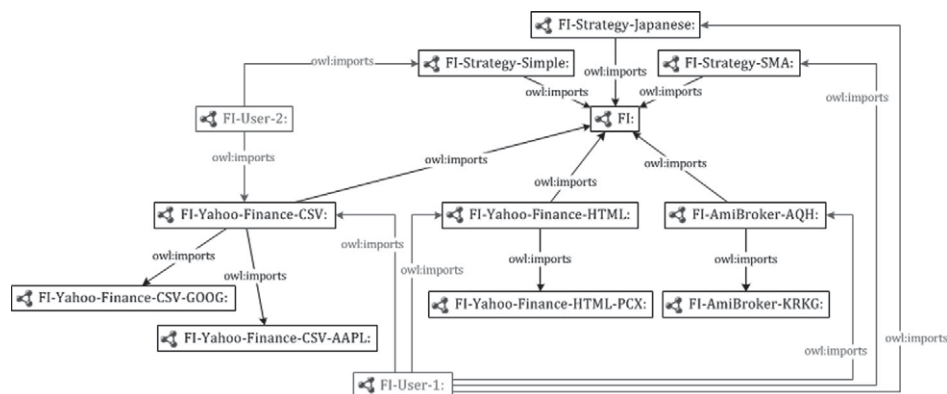 FI-Strategy-Japanese:
owl:imports
FI-Strategy-Simple:
owl:imports
FI-Strategy-SMA:
owl:imports
owl:imports
FI-User-2:
FI:
owl:imports
owl:imports
owl:imports
owl:imports
FI-Yahoo-Finance-CSV:
FI-Yahoo-Finance-HTML:
FI-AmiBroker-AQH:
owl:imports
owl:imports
owl:imports
owl:imports
owl:imports
owl:imports
FI-Yahoo-Finance-CSV-GOOG:
FI-Yahoo-Finance-HTML-PCX:
FI-AmiBroker-KRKG:
FI-Yahoo-Finance-CSV-AAPL:
owl:imports
owl:imports
owl:imports
FI-User-1: